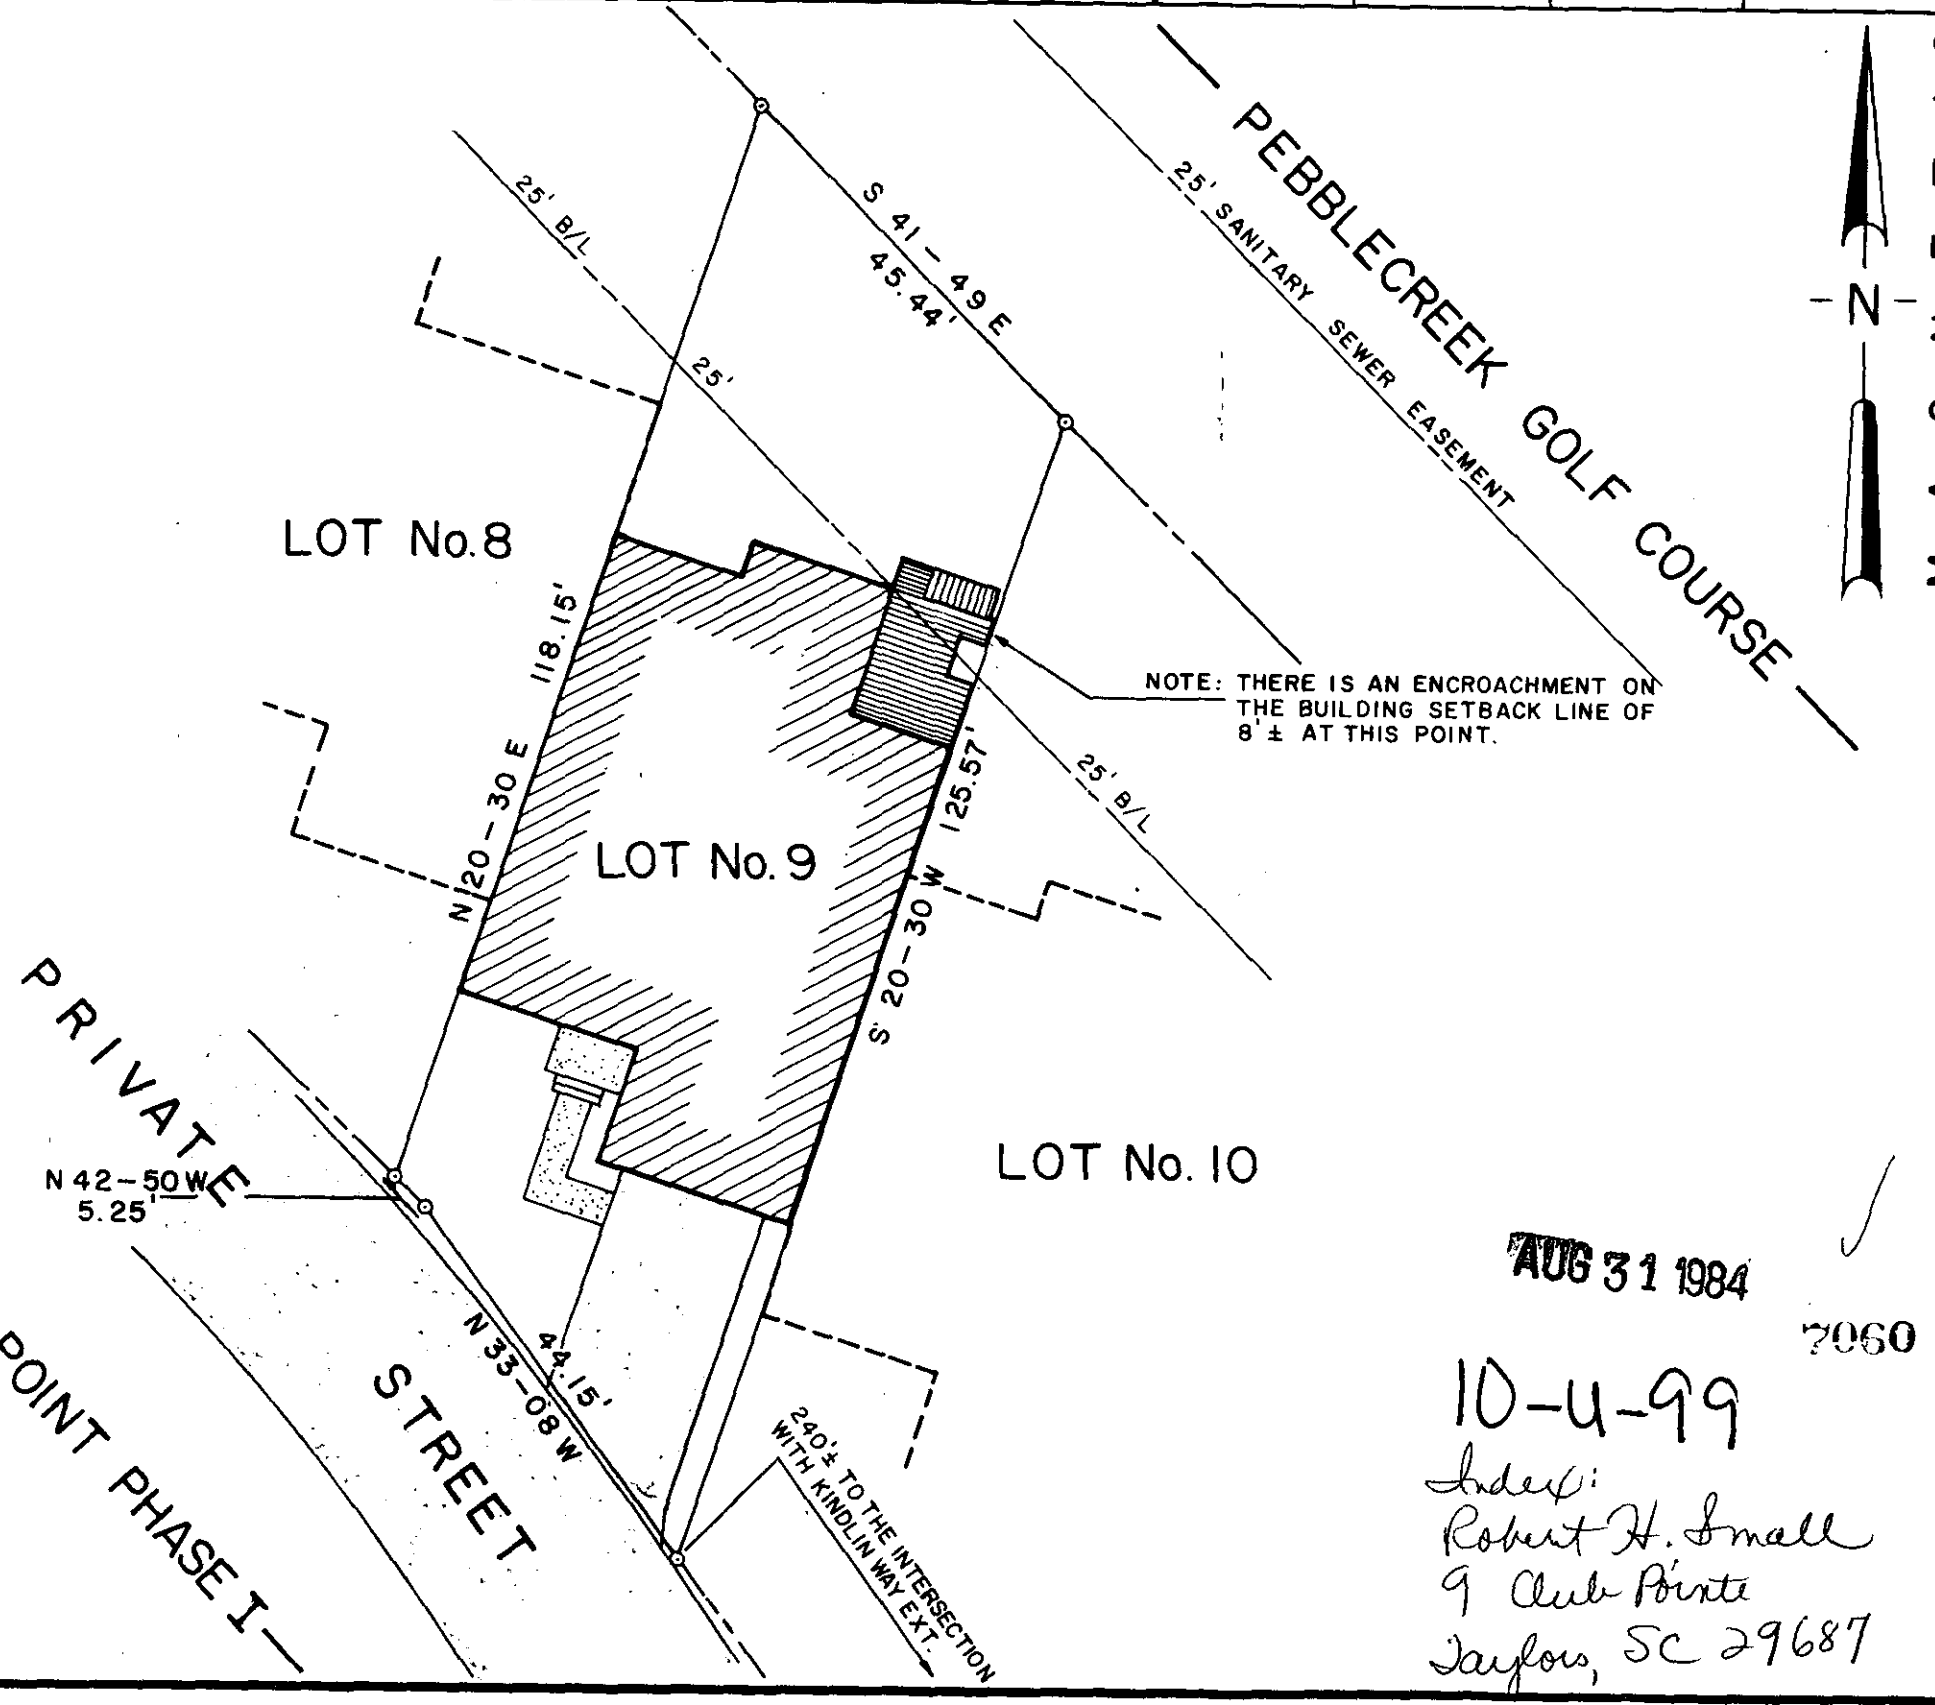 — PEBBLECREEK GOLF COURSE —
25' SANITARY SEWER EASEMENT
S 41 – 49 E
45.44'
25' B/L
25'
- N -
LOT No. 8
118.15'
N 20 – 30 E
NOTE: THERE IS AN ENCROACHMENT ON
THE BUILDING SETBACK LINE OF
8' ± AT THIS POINT.
25' B/L
125.57'
S 20 – 30 W
LOT No. 9
LOT No. 10
PRIVATE
STREET
N 42 – 50 W
5.25'
44.15'
N 33 – 08 W
240'± TO THE INTERSECTION
WITH KINDLIN WAY EXT.
POINT PHASE I —
AUG 31 1984
7060
10-U-99
Index:
Robert H. Small
9 Club Pointe
Taylors, SC 29687